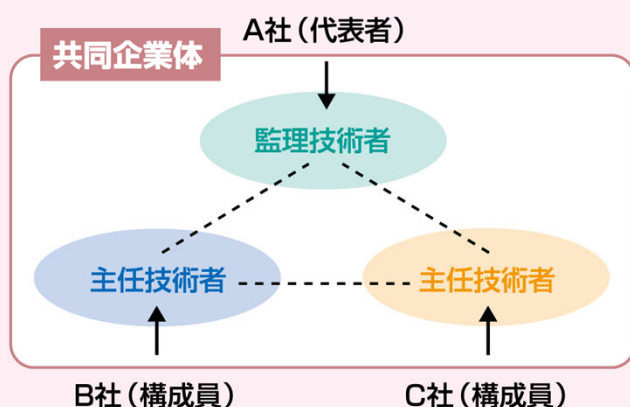 A社（代表者）
共同企業体
監理技術者
主任技術者
主任技術者
B社（構成員）
C社（構成員）